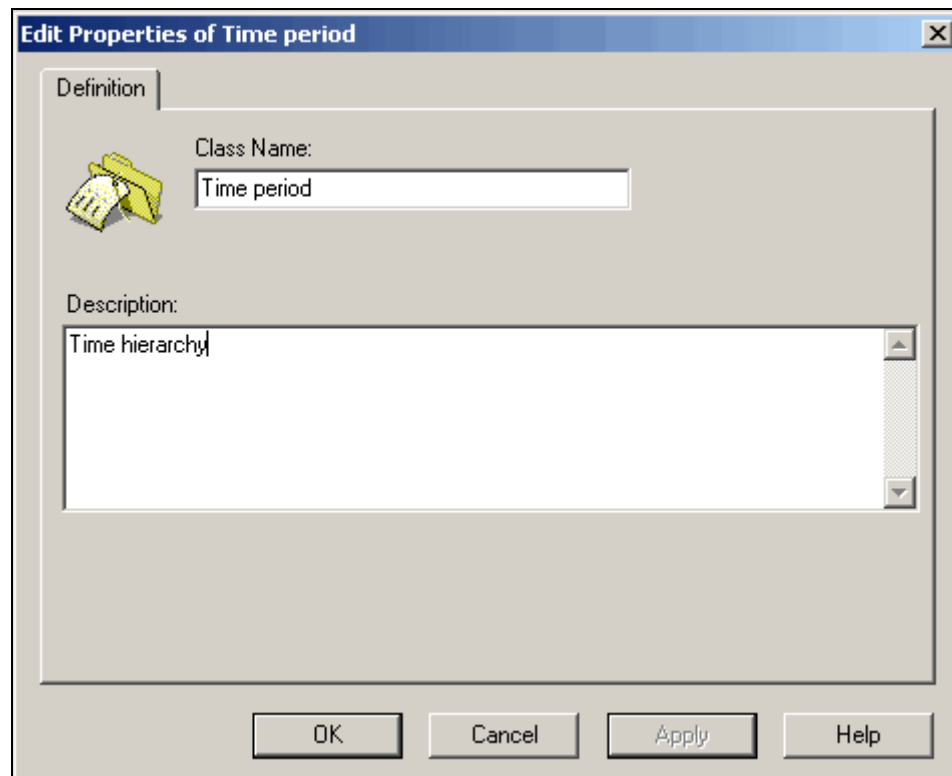 Edit Properties of Time period
Definition
Class Name:
Time period
Description:
Time hierarchy
OK Cancel Apply Help